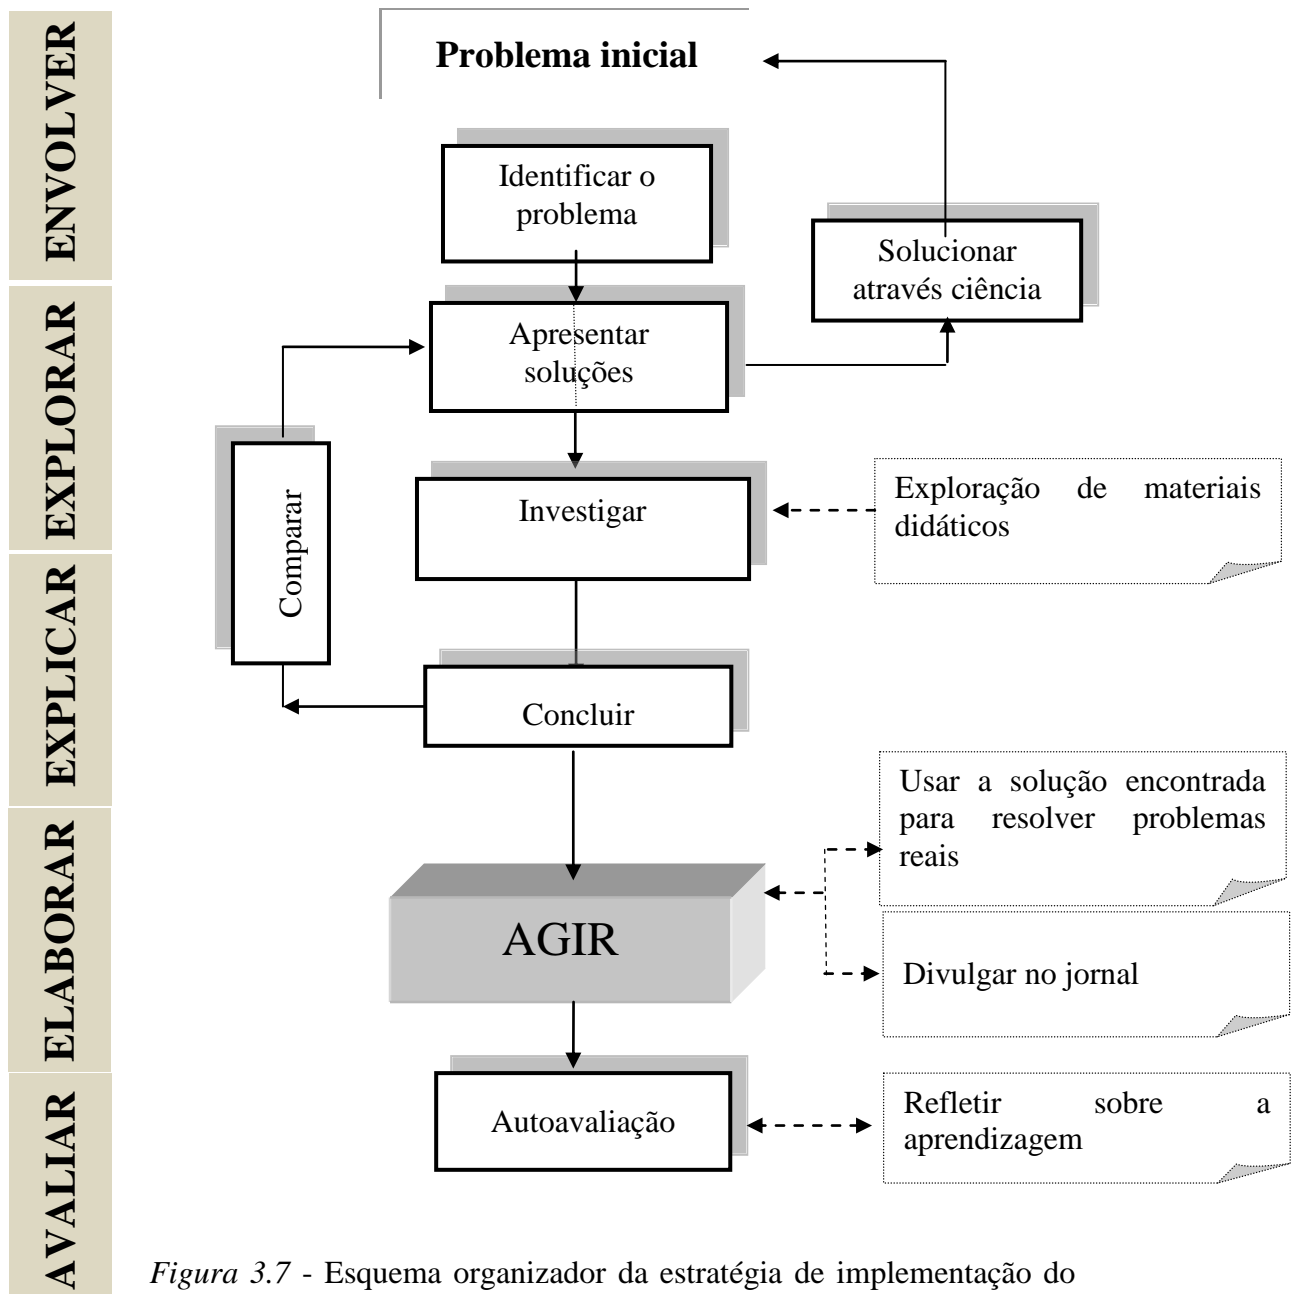 ENVOLVER
Problema inicial
Identificar o
problema
Solucionar
através ciência
EXPLORAR
Apresentar
soluções
Comparar
Investigar
Exploração de materiais
didáticos
EXPLICAR
Concluir
ELABORAR
Usar a solução encontrada
para resolver problemas
reais
AGIR
Divulgar no jornal
AVALIAR
Autoavaliação
Refletir sobre a
aprendizagem
Figura 3.7 - Esquema organizador da estratégia de implementação do